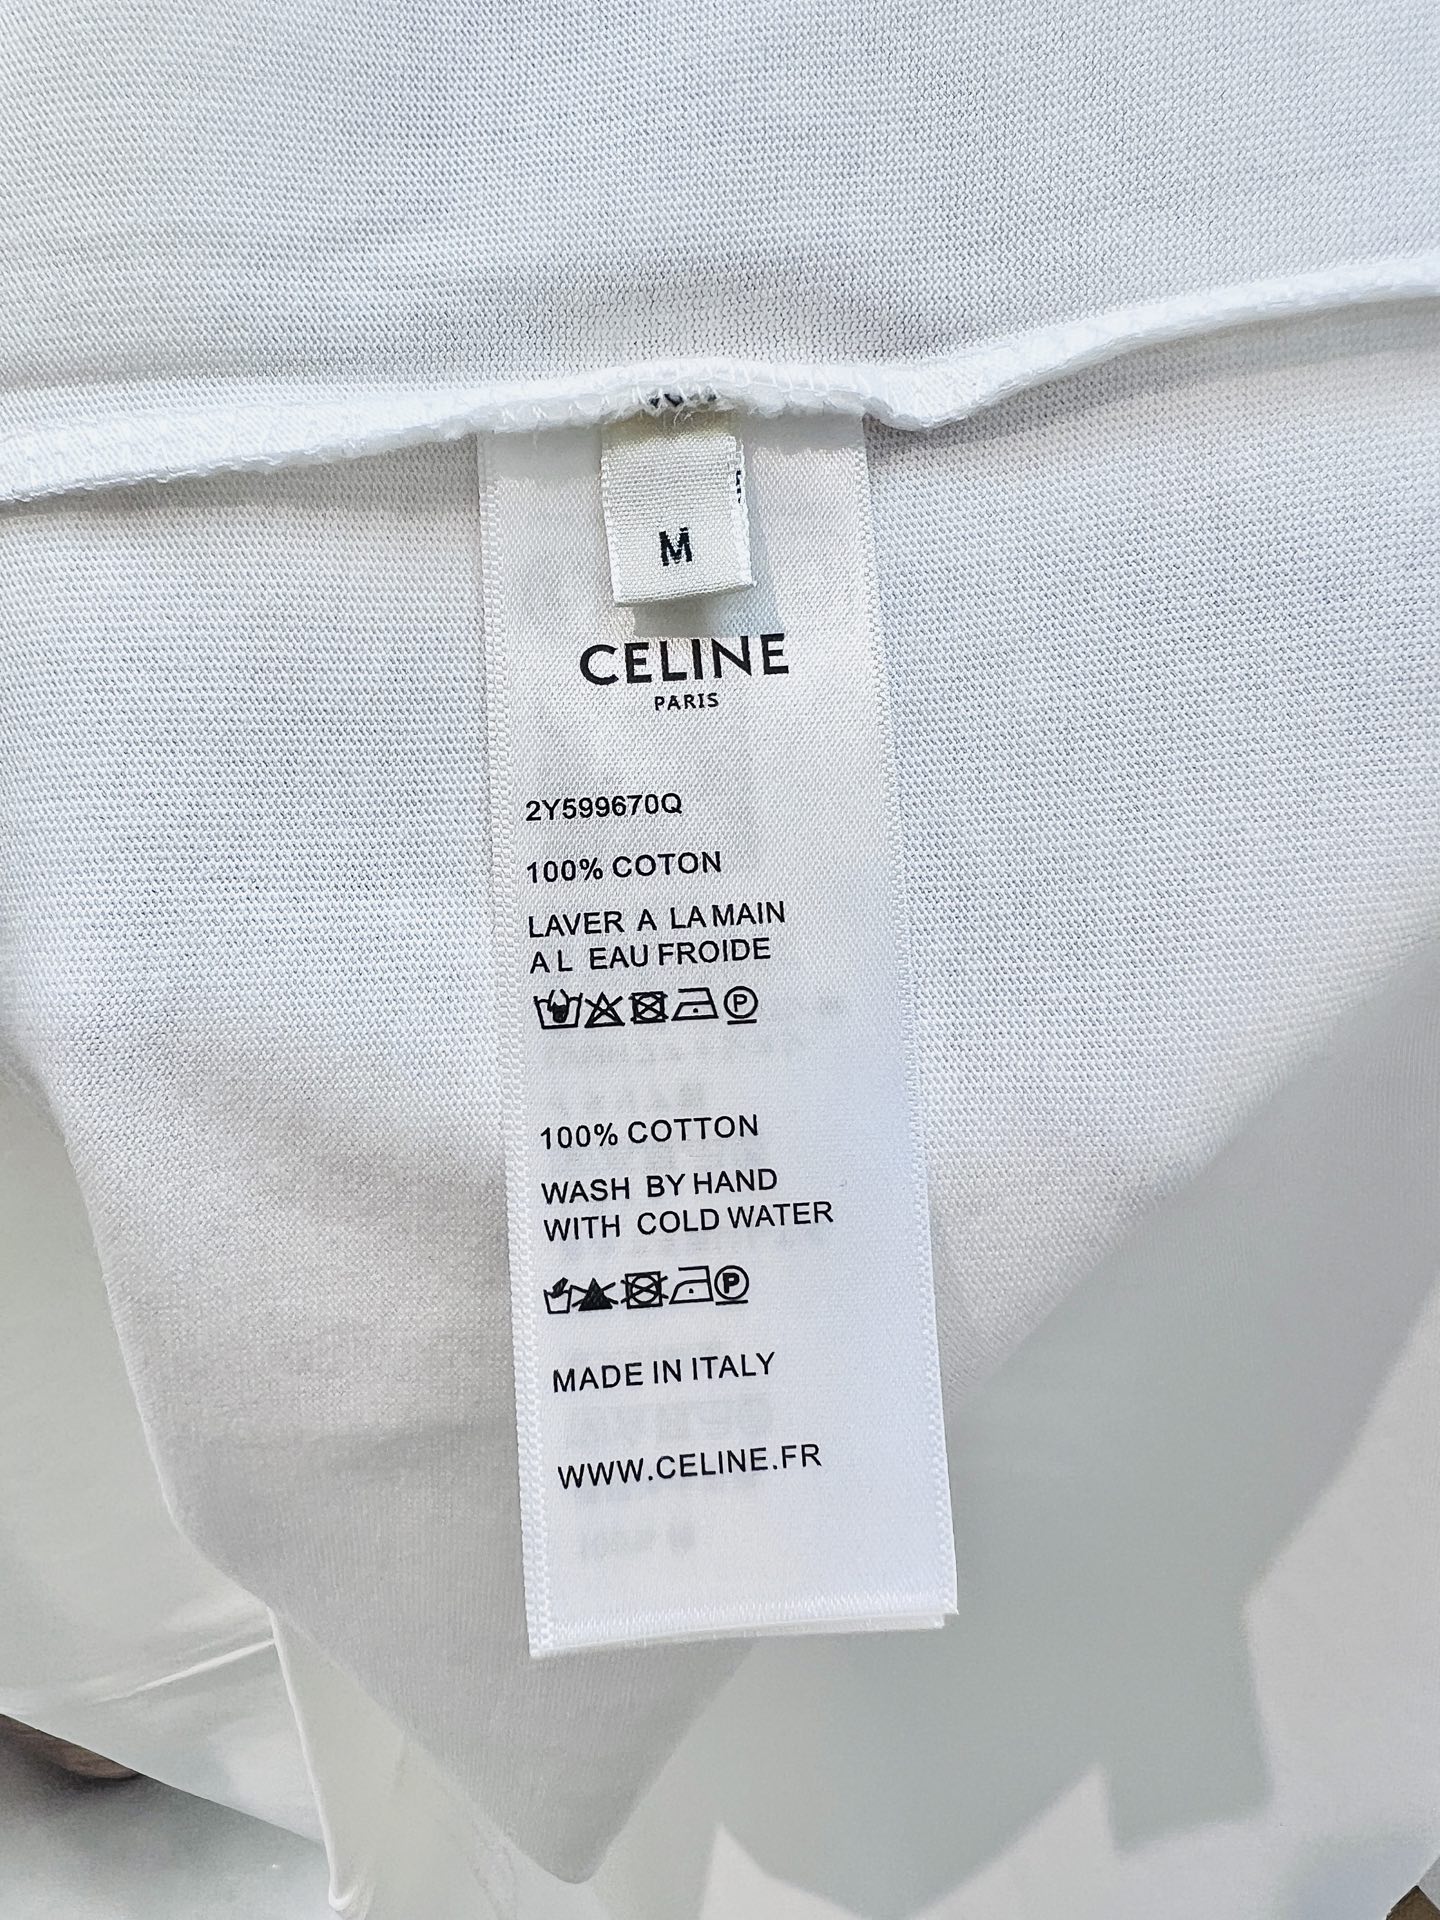 M
CELINE
PARIS
2Y599670Q
100% COTON
LAVER A LA MAIN
A L EAU FROIDE
P
100% COTTON
WASH BY HAND
WITH COLD WATER
P
MADE IN ITALY
WWW.CELINE.FR